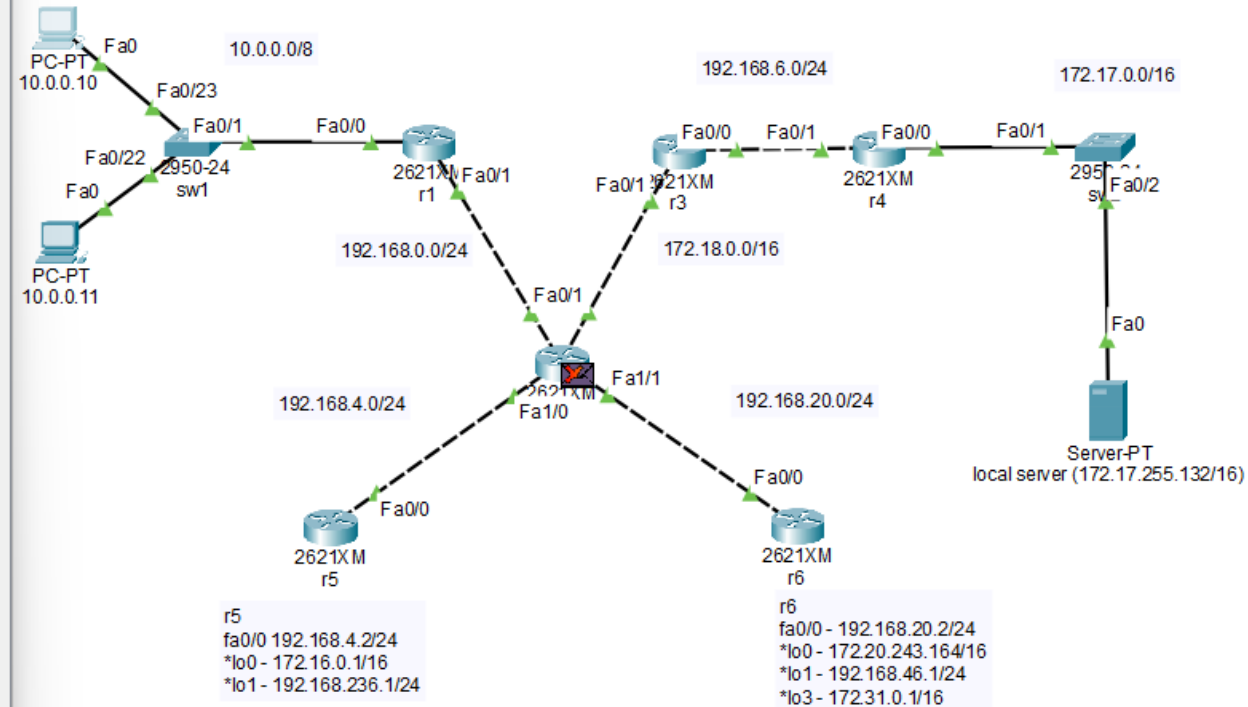 Fa0
PC-PT
10.0.0.10
10.0.0.0/8
Fa0/23
Fa0/1
Fa0/0
Fa0/22
Fa0
2950-24
sw1
2621XM
r1
Fa0/1
PC-PT
10.0.0.11
192.168.0.0/24
192.168.6.0/24
172.17.0.0/16
Fa0/0
Fa0/1
Fa0/0
Fa0/1
Fa0/1
2621XM
r3
2621XM
r4
Fa0/2
172.18.0.0/16
Fa0/1
Fa0
2621XM
Fa1/1
Fa1/0
192.168.4.0/24
192.168.20.0/24
Server-PT
local server (172.17.255.132/16)
Fa0/0
Fa0/0
2621XM
r5
2621XM
r6
r5
fa0/0 192.168.4.2/24
*lo0 - 172.16.0.1/16
*lo1 - 192.168.236.1/24
r6
fa0/0 - 192.168.20.2/24
*lo0 - 172.20.243.164/16
*lo1 - 192.168.46.1/24
*lo3 - 172.31.0.1/16